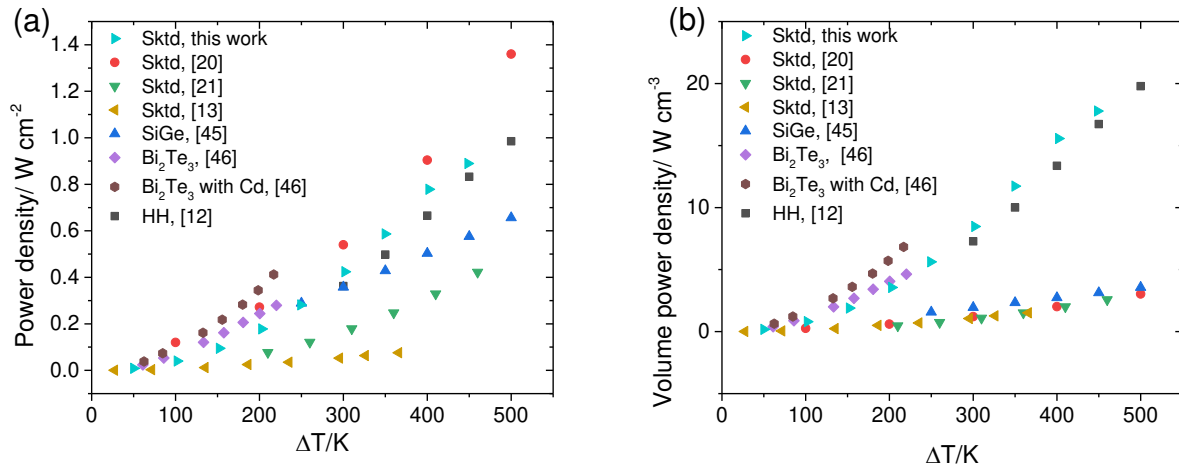 (a)
Power density/ W cm-2
1.4
1.2
1.0
0.8
0.6
0.4
0.2
0.0
Sktd, this work
Sktd, [20]
Sktd, [21]
Sktd, [13]
SiGe, [45]
Bi2Te3, [46]
Bi2Te3 with Cd, [46]
HH, [12]
0 100 200 300 400 500
ΔT/K
(b)
Volume power density/ W cm-3
20
10
0
Sktd, this work
Sktd, [20]
Sktd, [21]
Sktd, [13]
SiGe, [45]
Bi2Te3, [46]
Bi2Te3 with Cd, [46]
HH, [12]
0 100 200 300 400 500
ΔT/K